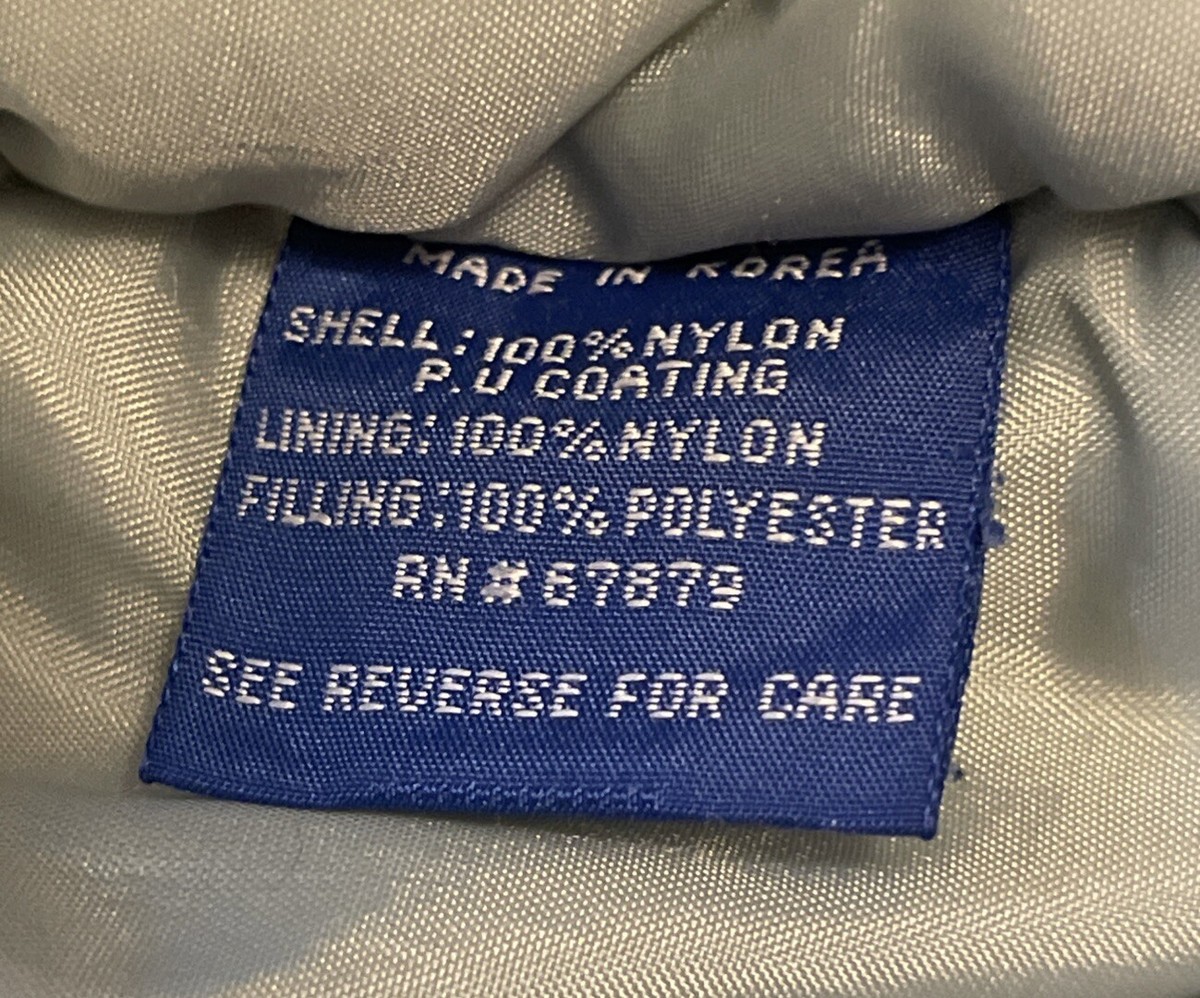 MADE IN KOREA
SHELL: 100% NYLON
P.U COATING
LINING: 100% NYLON
FILLING: 100% POLYESTER
RN # 67879
SEE REVERSE FOR CARE